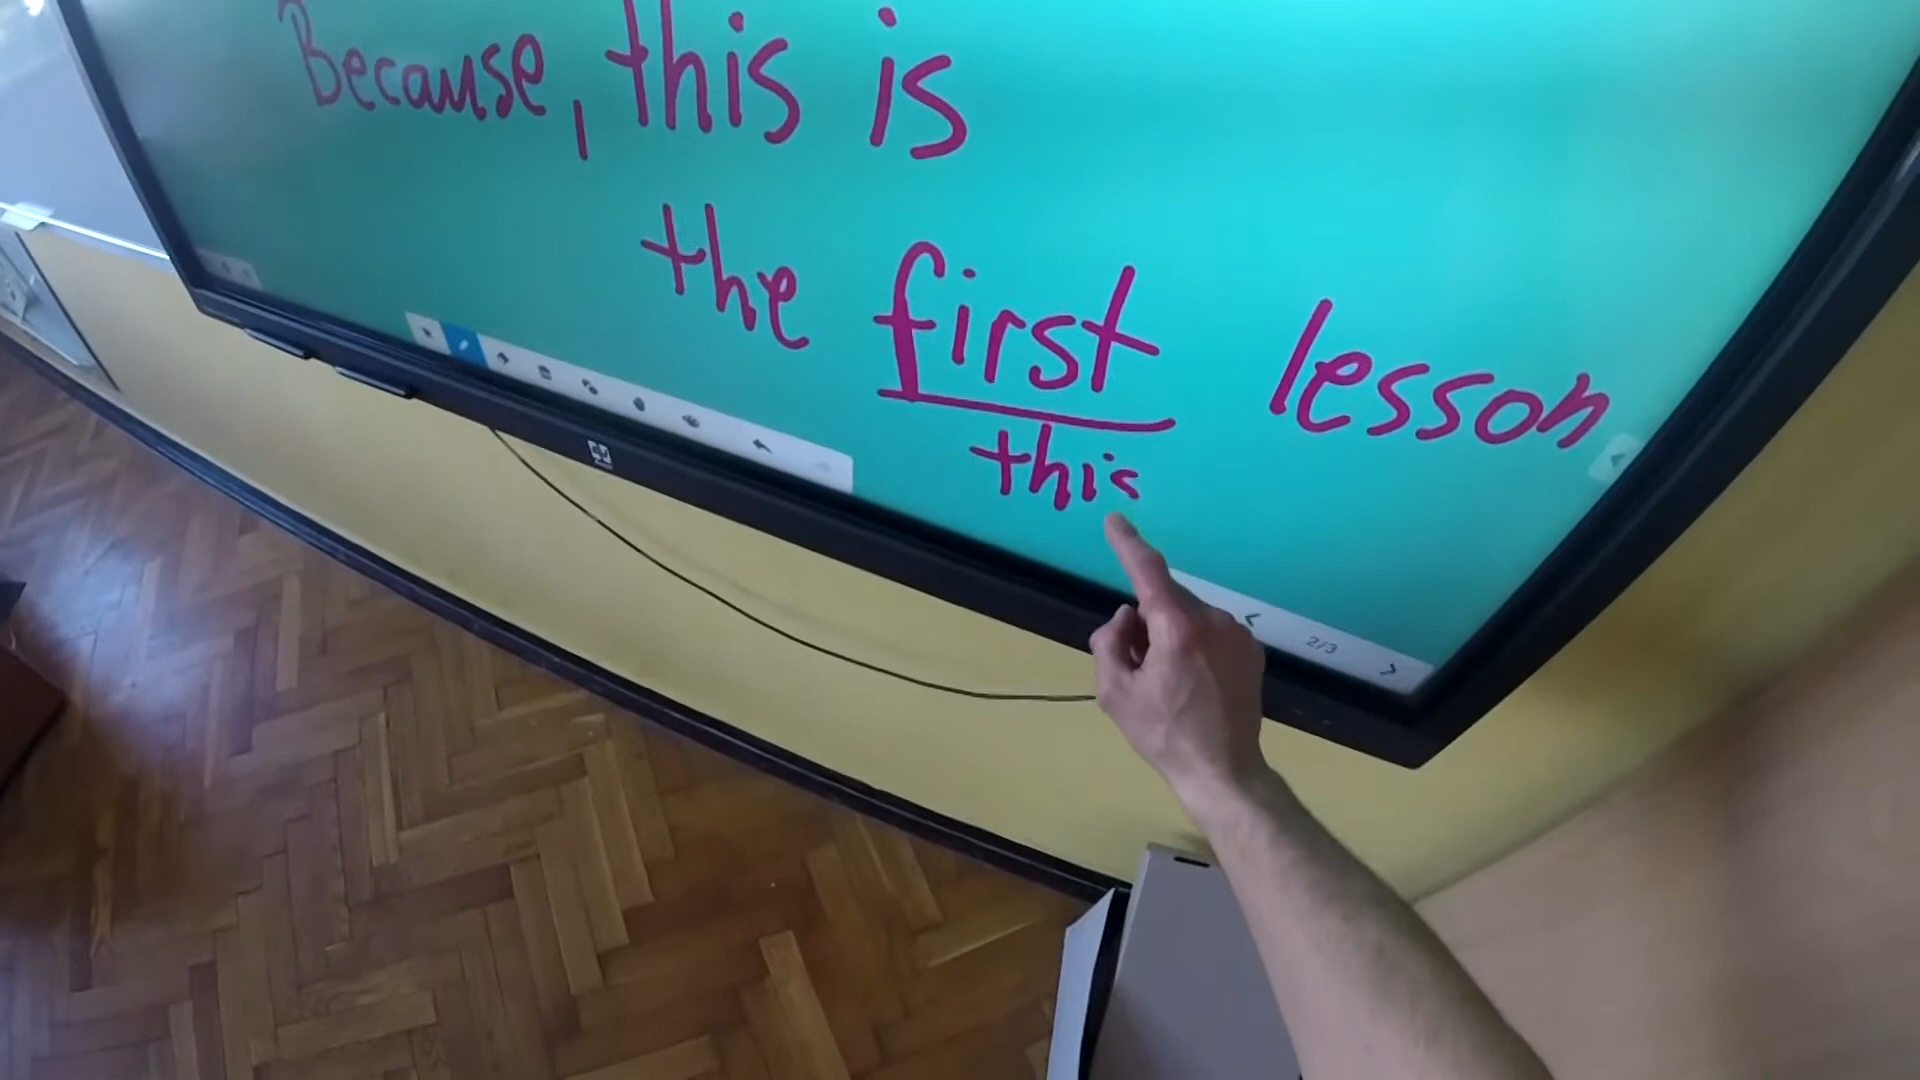 Because, this is
the first lesson
this
2/3